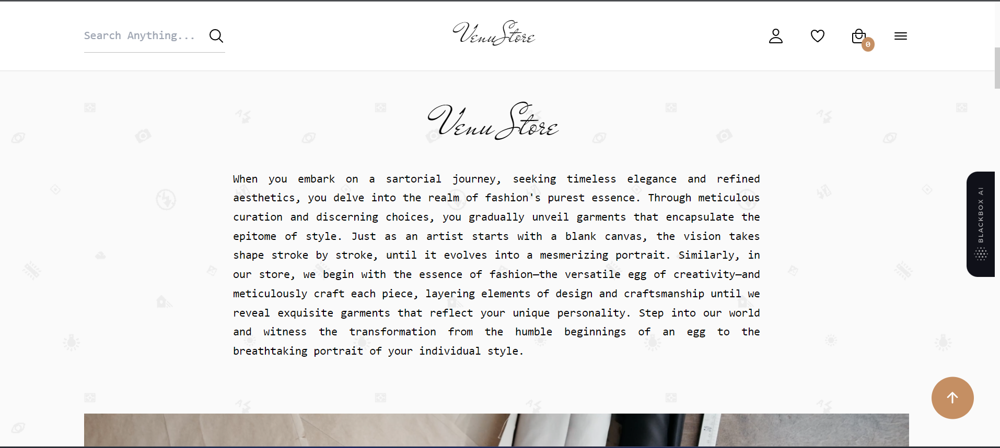 Search Anything...
VenuStore
0
VenuStore
When you embark on a sartorial journey, seeking timeless elegance and refined
aesthetics, you delve into the realm of fashion's purest essence. Through meticulous
curation and discerning choices, you gradually unveil garments that encapsulate the
epitome of style. Just as an artist starts with a blank canvas, the vision takes
shape stroke by stroke, until it evolves into a mesmerizing portrait. Similarly, in
our store, we begin with the essence of fashion—the versatile egg of creativity—and
meticulously craft each piece, layering elements of design and craftsmanship until we
reveal exquisite garments that reflect your unique personality. Step into our world
and witness the transformation from the humble beginnings of an egg to the
breathtaking portrait of your individual style.
BLACKBOX AI